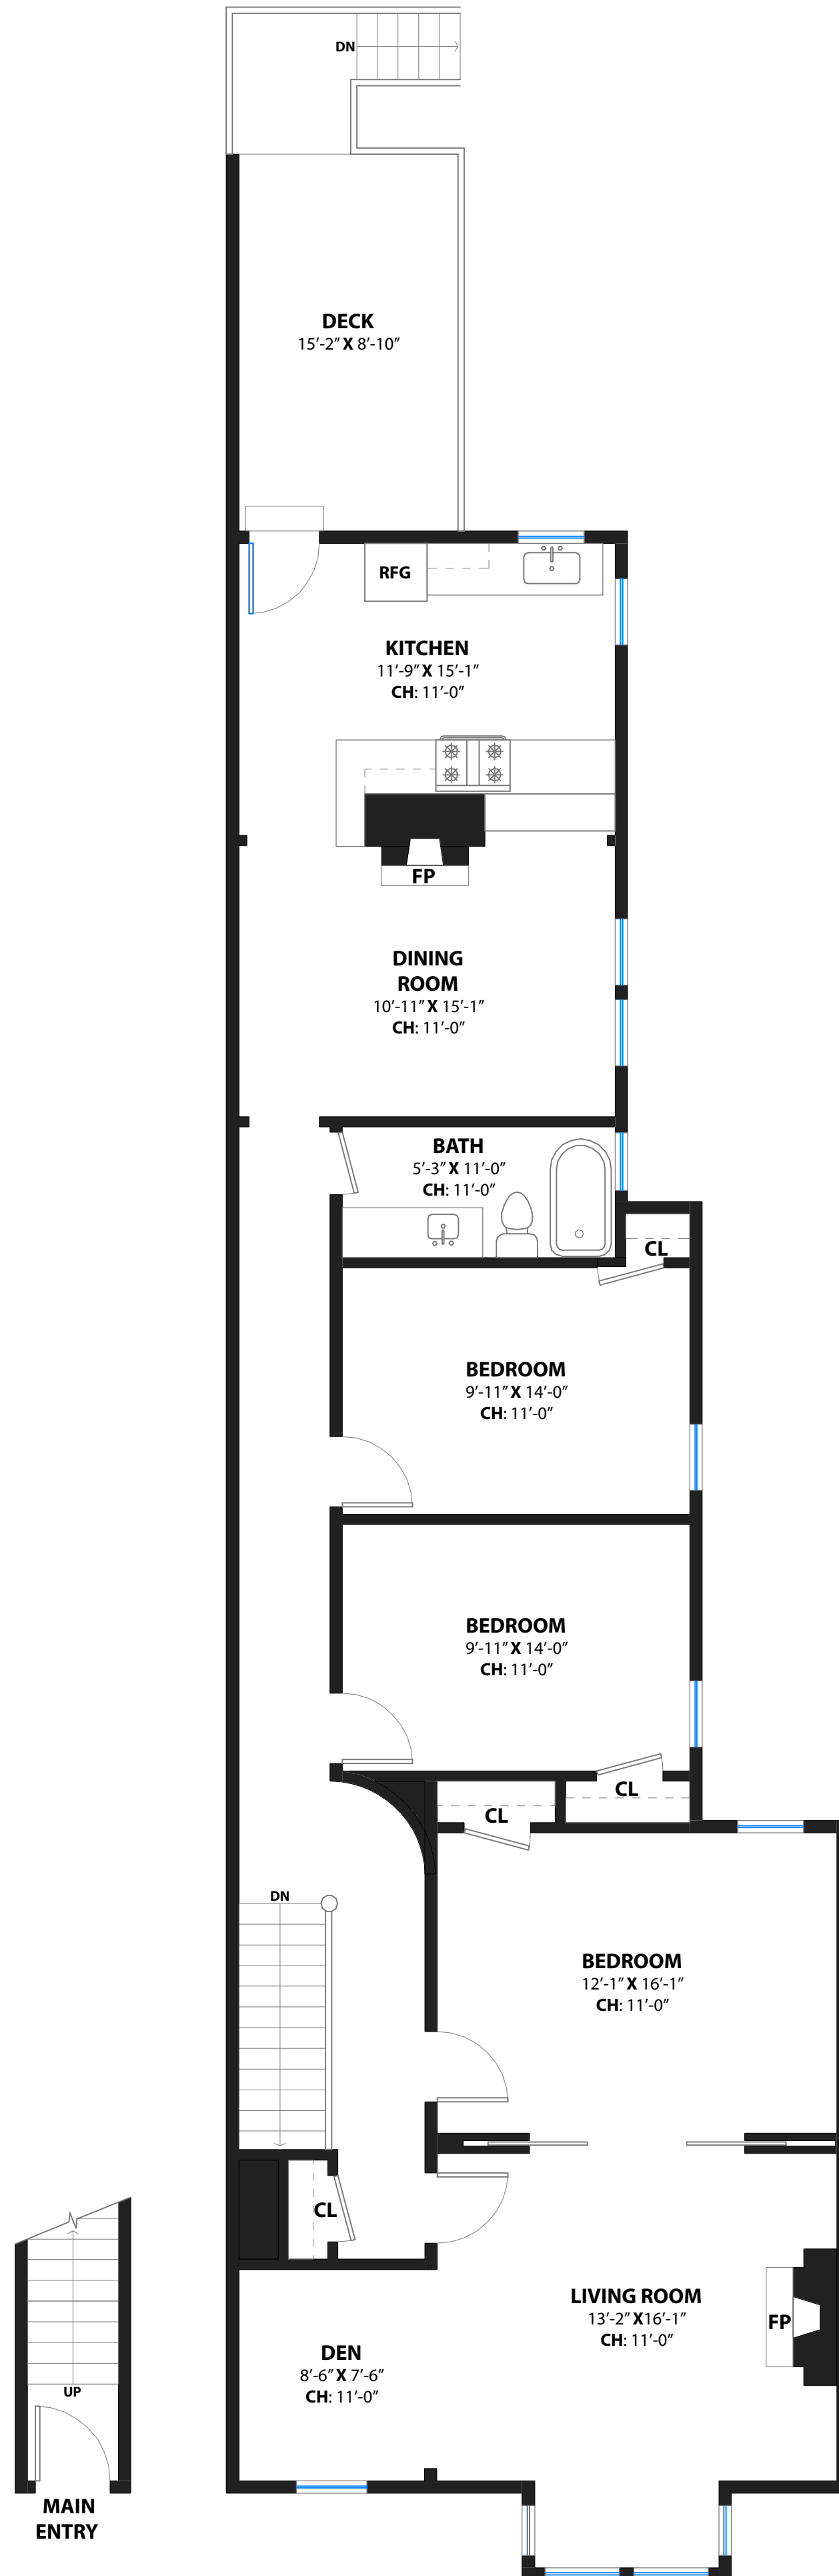 DN
DECK
15'-2" X 8'-10"
RFG
KITCHEN
11'-9" X 15'-1"
CH: 11'-0"
FP
DINING
ROOM
10'-11" X 15'-1"
CH: 11'-0"
BATH
5'-3" X 11'-0"
CH: 11'-0"
CL
BEDROOM
9'-11" X 14'-0"
CH: 11'-0"
BEDROOM
9'-11" X 14'-0"
CH: 11'-0"
CL
CL
DN
BEDROOM
12'-1" X 16'-1"
CH: 11'-0"
CL
LIVING ROOM
13'-2" X 16'-1"
CH: 11'-0"
FP
DEN
8'-6" X 7'-6"
CH: 11'-0"
UP
MAIN
ENTRY